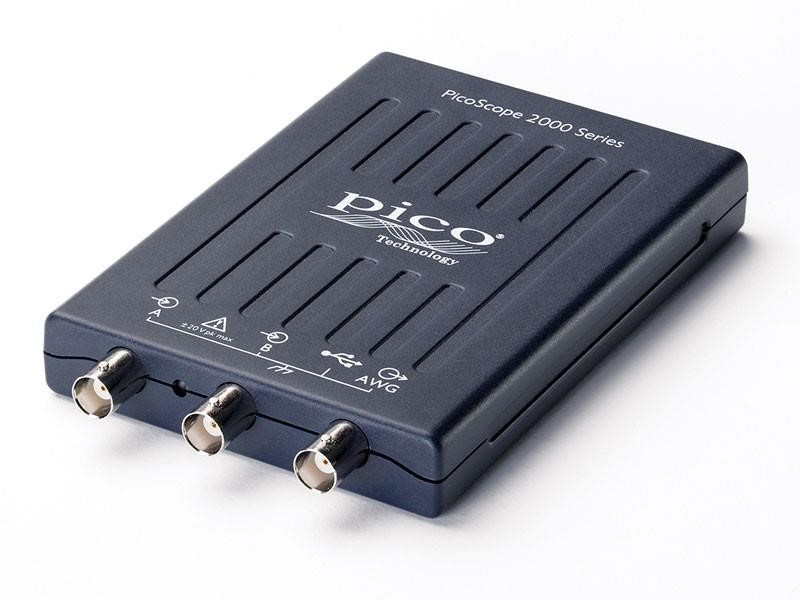 PicoScope 2000 Series
pico®
Technology
A
±20 V pk max
B
AWG